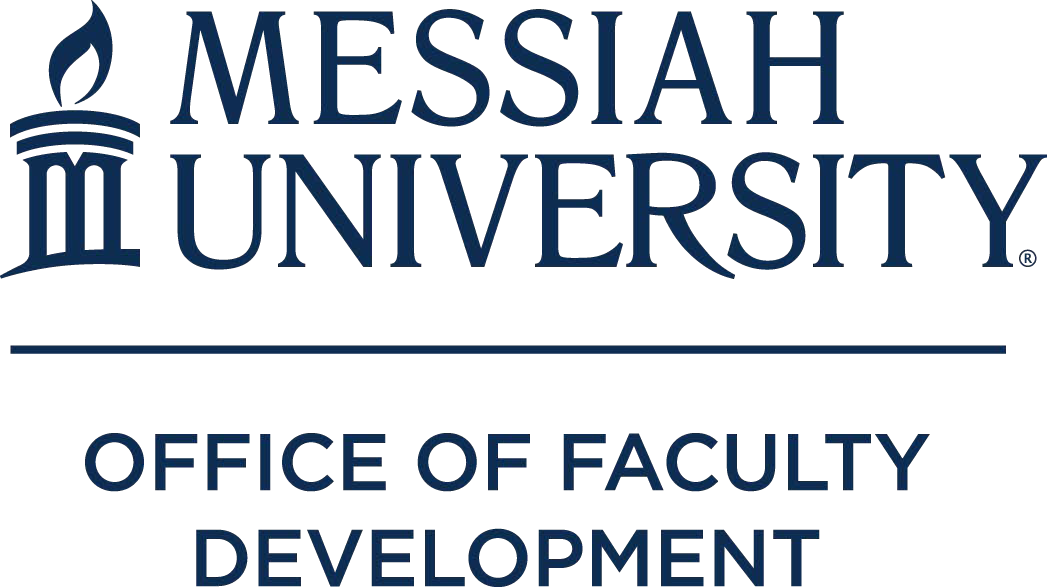 MESSIAH
UNIVERSITY®
OFFICE OF FACULTY
DEVELOPMENT